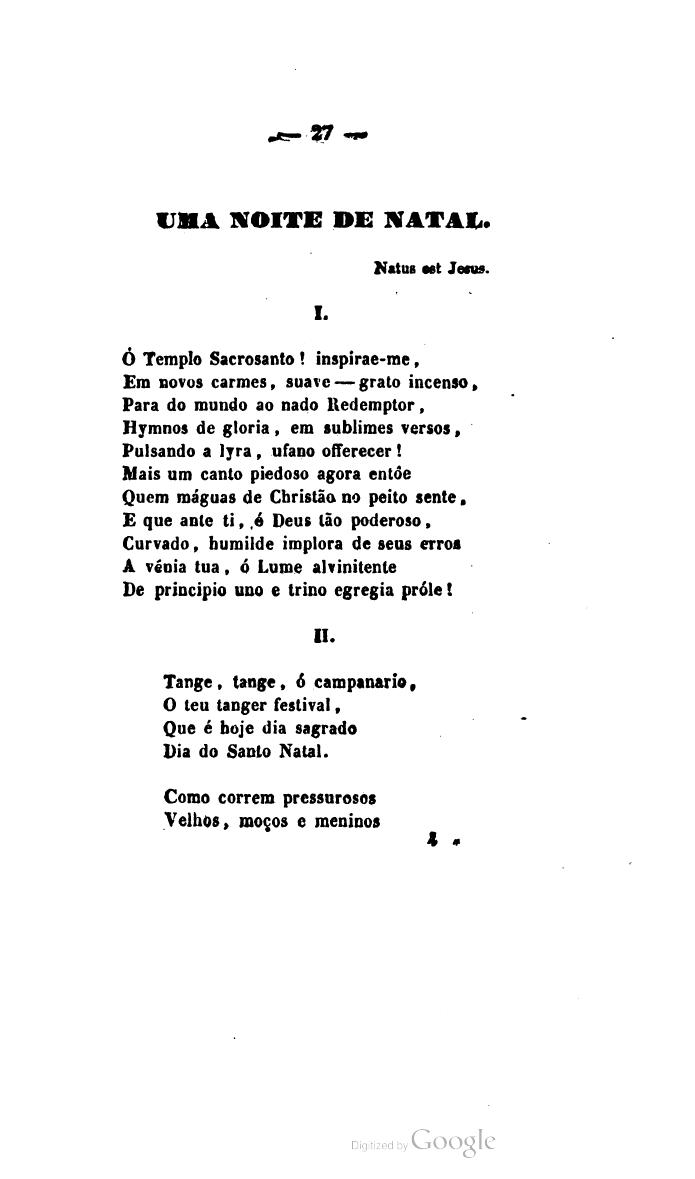 — 27 —
UMA NOITE DE NATAL.
Natus est Jesus.
I.
Ó Templo Sacrosanto ! inspirae-me ,
Em novos carmes , suave — grato incenso ,
Para do mundo ao nado Redemptor ,
Hymnos de gloria , em sublimes versos ,
Pulsando a lyra , ufano offerecer !
Mais um canto piedoso agora entóe
Quem máguas de Christão no peito sente ,
E que ante ti , é Deus tão poderoso ,
Curvado , humilde implora de seus erros
A vénia tua , ó Lume alvinitente
De principio uno e trino egregia próle !
II.
Tange , tange , ó campanario ,
O teu tanger festival ,
Que é hoje dia sagrado
Dia do Santo Natal.
Como correm pressurosos
Velhos , moços e meninos
Digitized by Google